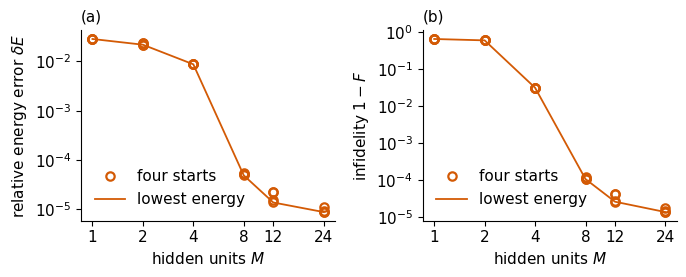 (a)
relative energy error δE
10⁻²
10⁻³
10⁻⁴
10⁻⁵
four starts
lowest energy
1 2 4 8 12 24
hidden units M
(b)
infidelity 1 − F
10⁰
10⁻¹
10⁻²
10⁻³
10⁻⁴
10⁻⁵
four starts
lowest energy
1 2 4 8 12 24
hidden units M